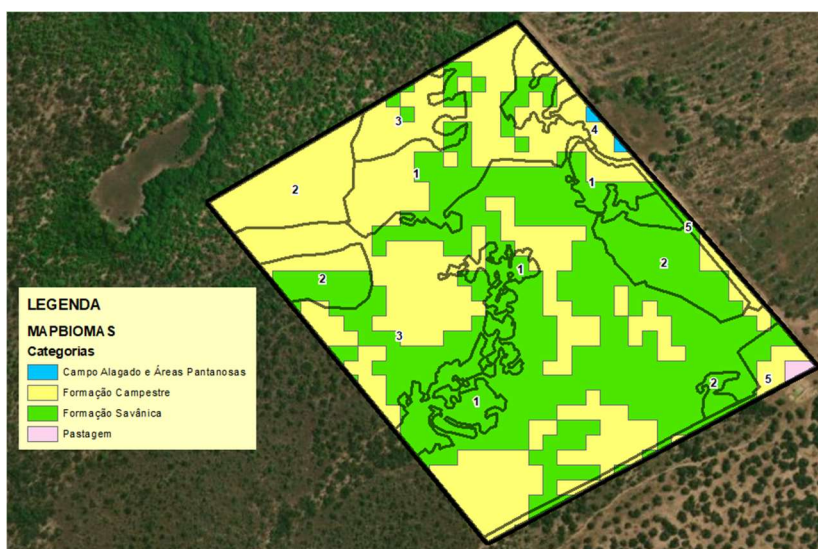 3
4
2
1
1
5
2
1
2
3
2
5
1
LEGENDA
MAPBIOMAS
Categorias
Campo Alagado e Áreas Pantanosas
Formação Campestre
Formação Savânica
Pastagem